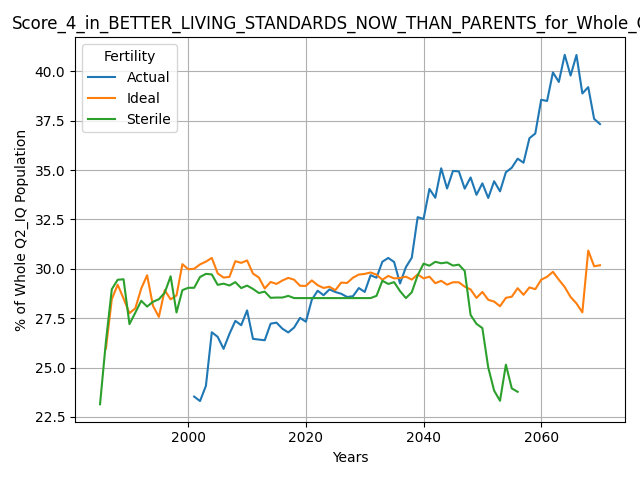 Score_4_in_BETTER_LIVING_STANDARDS_NOW_THAN_PARENTS_for_Whole_
Fertility
Actual
Ideal
Sterile
40.0
37.5
35.0
32.5
30.0
27.5
25.0
22.5
% of Whole Q2_IQ Population
2000
2020
2040
2060
Years